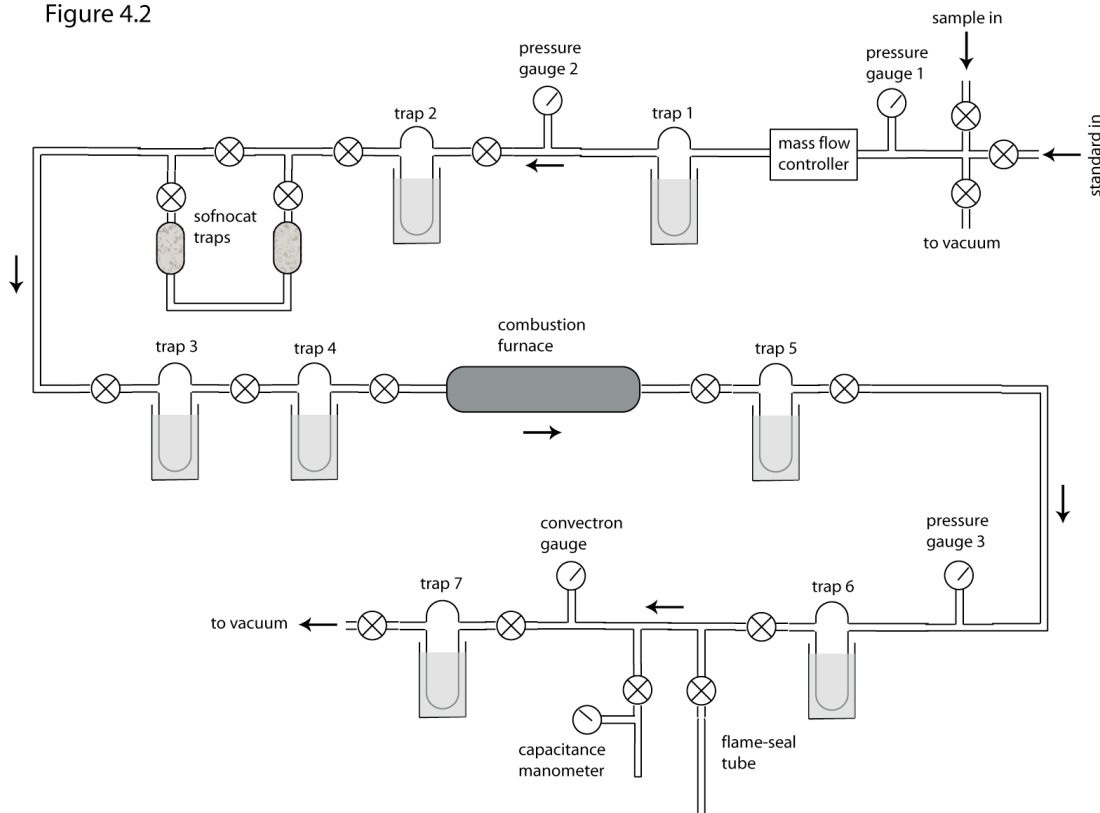 Figure 4.2
sample in
pressure
gauge 2
pressure
gauge 1
trap 2
trap 1
mass flow
controller
standard in
sofnocat
traps
to vacuum
combustion
furnace
trap 3
trap 4
trap 5
convectron
gauge
pressure
gauge 3
trap 7
trap 6
to vacuum
capacitance
manometer
flame-seal
tube